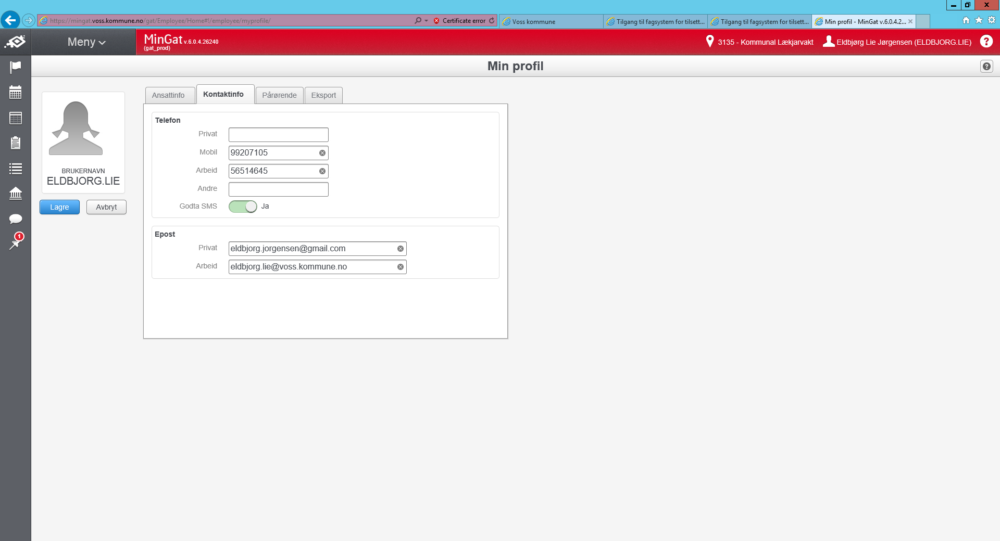 https://mingat.voss.kommune.no/gat/Employee/Home#!/employee/myprofile/
Certificate error
Voss kommune
Tilgang til fagsystem for tilsett...
Tilgang til fagsystem for tilsett...
Min profil - MinGat v.6.0.4.2...
Meny
MinGat v.6.0.4.26240
(gat_prod)
3135 - Kommunal Lækjarvakt
Eldbjørg Lie Jørgensen (ELDBJORG.LIE)
Min profil
BRUKERNAVN
ELDBJORG.LIE
Lagre
Avbryt
Ansattinfo
Kontaktinfo
Pårørende
Eksport
Telefon
Privat
Mobil 99207105
Arbeid 56514645
Andre
Godta SMS Ja
Epost
Privat eldbjorg.jorgensen@gmail.com
Arbeid eldbjorg.lie@voss.kommune.no
1